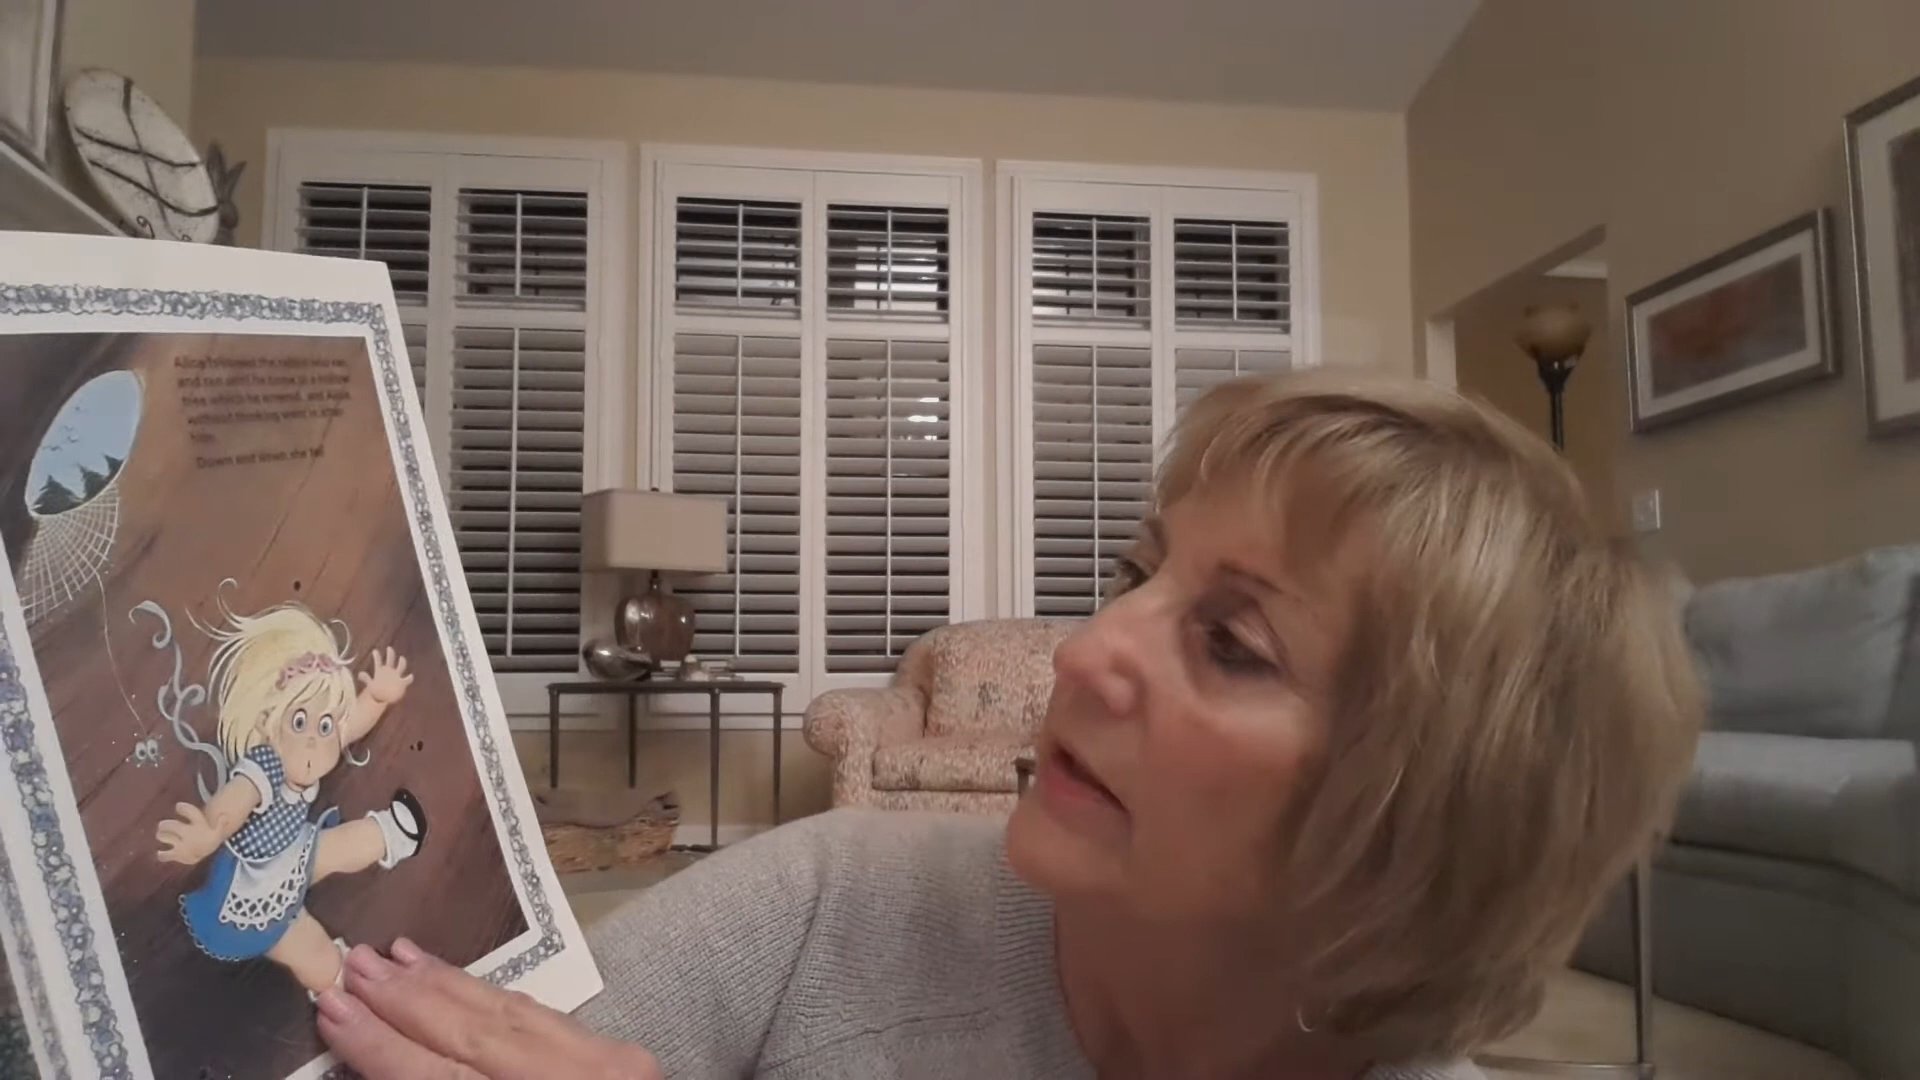 Alice followed the rabbit who ran
and ran until he came to a hollow
tree which he entered, and Alice,
without thinking went in after
him.
Down and down she fell